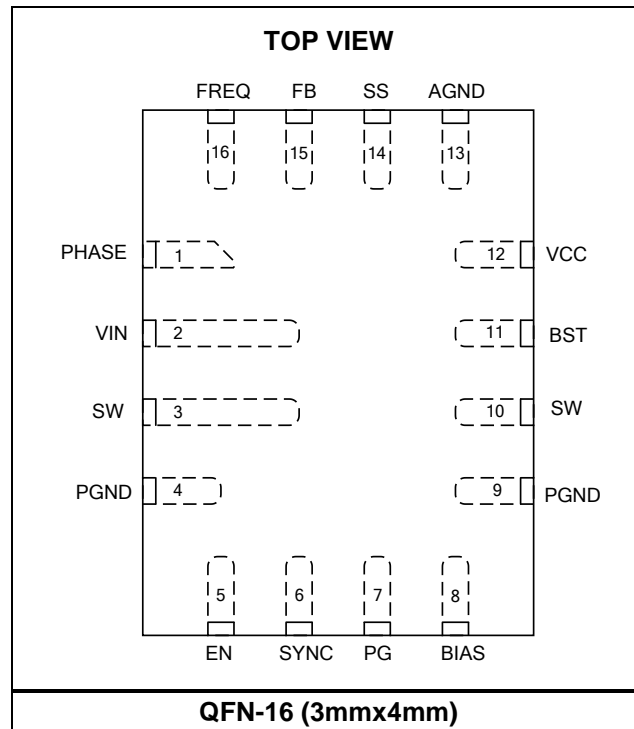 TOP VIEW
FREQ FB SS AGND
16 15 14 13
PHASE 1 12 VCC
VIN 2 11 BST
SW 3 10 SW
PGND 4 9 PGND
5 6 7 8
EN SYNC PG BIAS
QFN-16 (3mmx4mm)